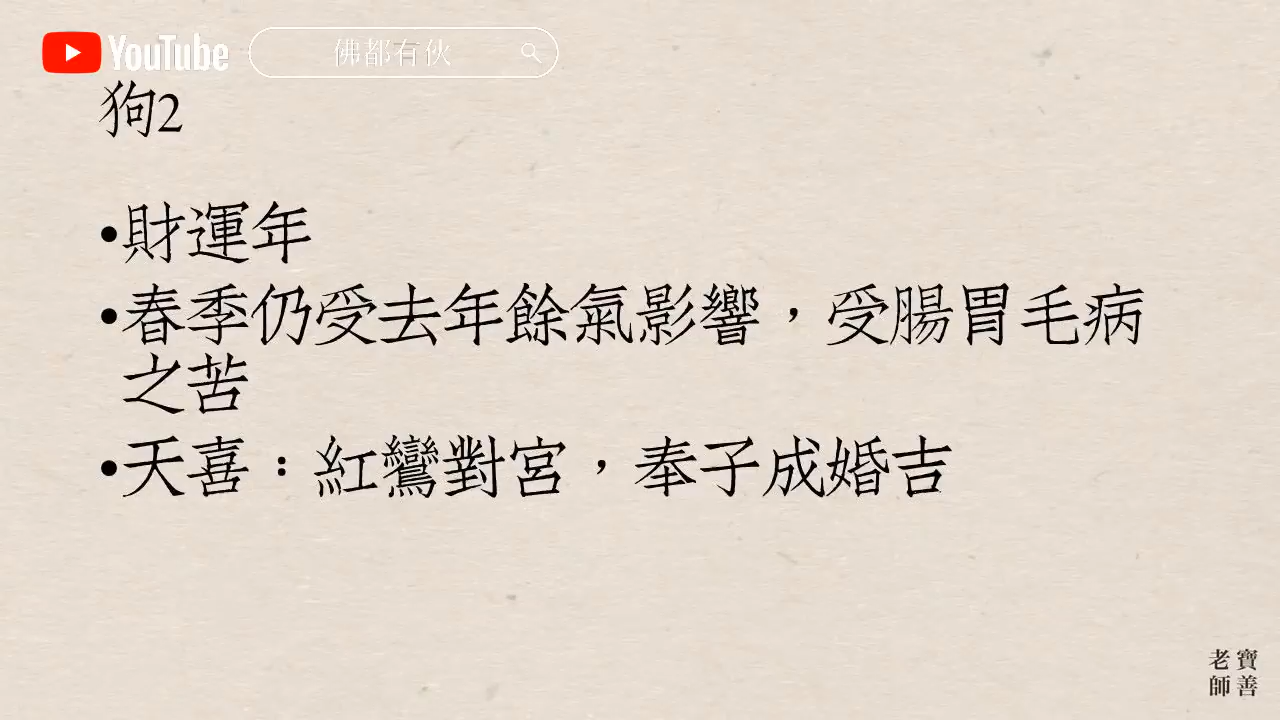 YouTube
佛都有伙
狗2
•財運年
•春季仍受去年餘氣影響，受腸胃毛病
之苦
•天喜：紅鸞對宮，奉子成婚吉
寶善
老師